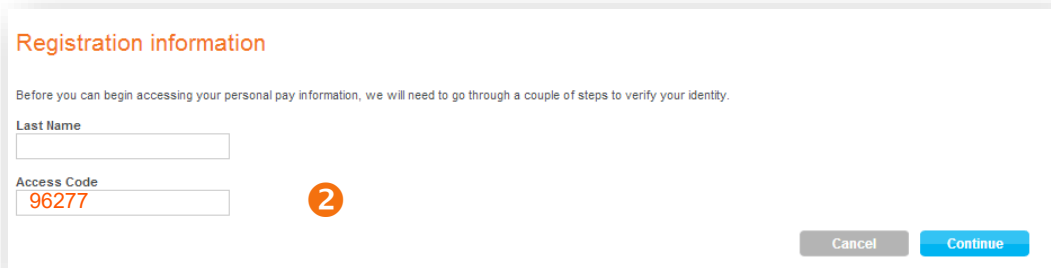 Registration information
Before you can begin accessing your personal pay information, we will need to go through a couple of steps to verify your identity.
Last Name
Access Code
96277
2
Cancel Continue